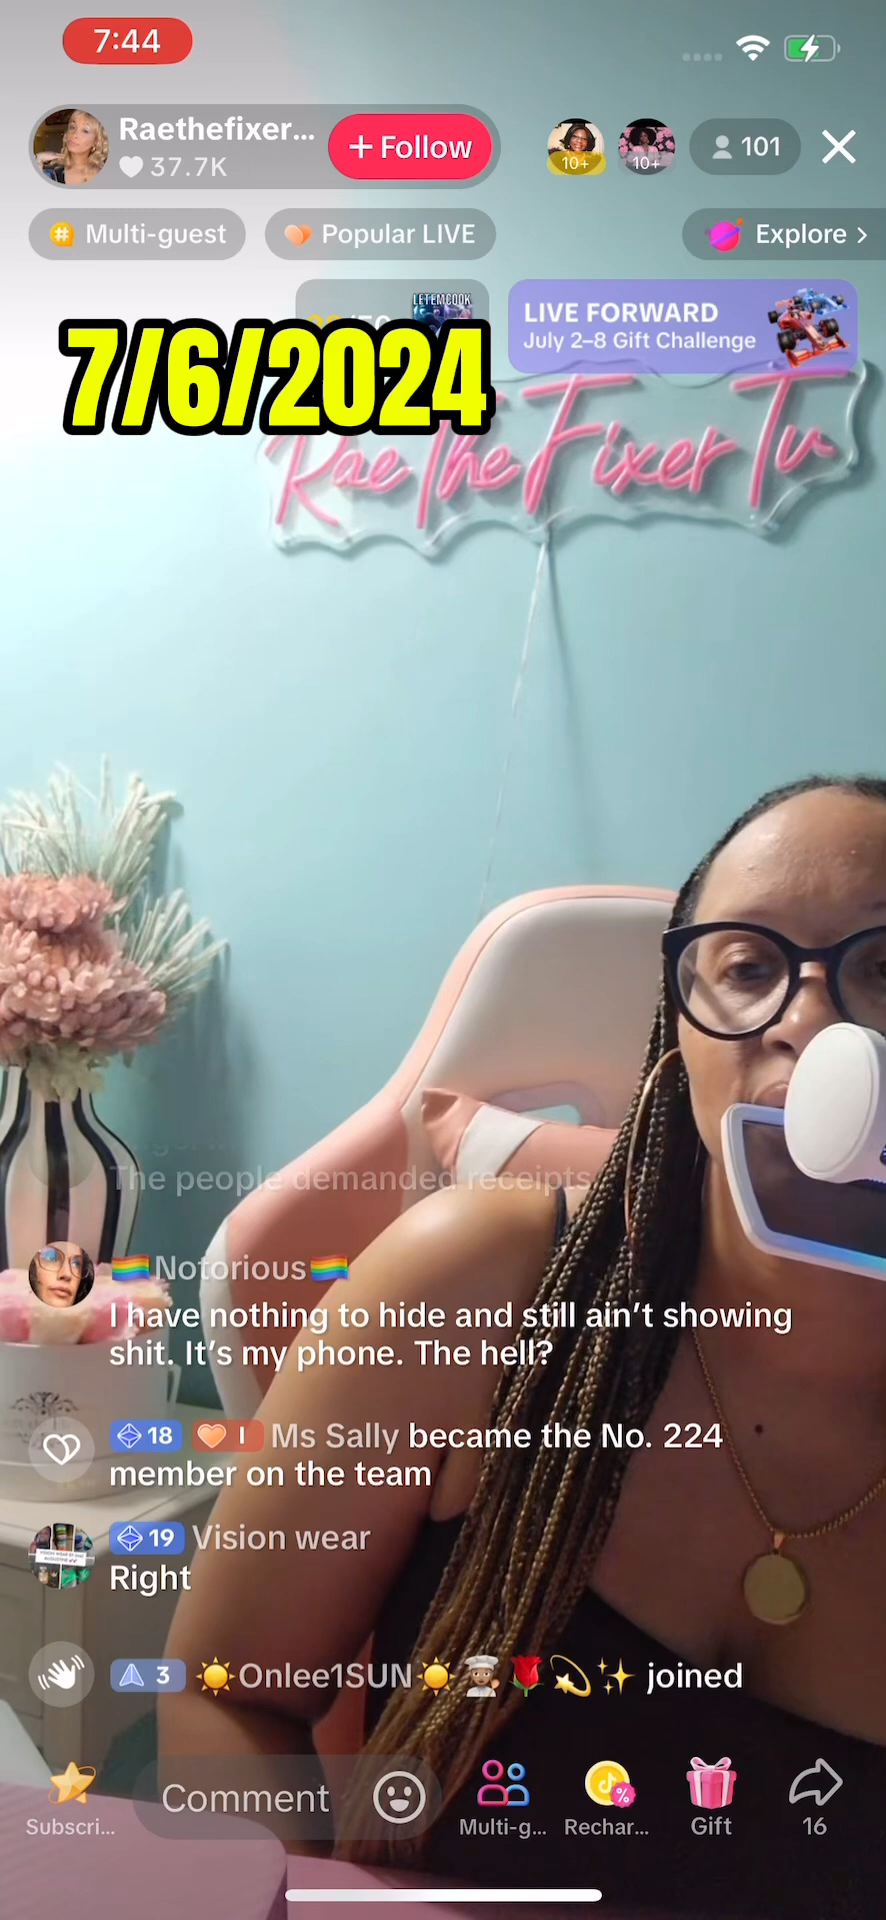 7:44
Raethefixer...
+ Follow
37.7K
10+
10+
101
Multi-guest
Popular LIVE
Explore >
LETEMCOOK
LIVE FORWARD
July 2–8 Gift Challenge
7/6/2024
Rae The Fixer Tv
The people demanded receipts
🏳️‍🌈Notorious🏳️‍🌈
I have nothing to hide and still ain't showing
shit. It's my phone. The hell?
18 I Ms Sally became the No. 224
member on the team
19 Vision wear
Right
3 ☀️Onlee1SUN☀️👨🏽‍🍳🌹💫✨ joined
Subscri...
Comment
Multi-g...
Rechar...
Gift
16